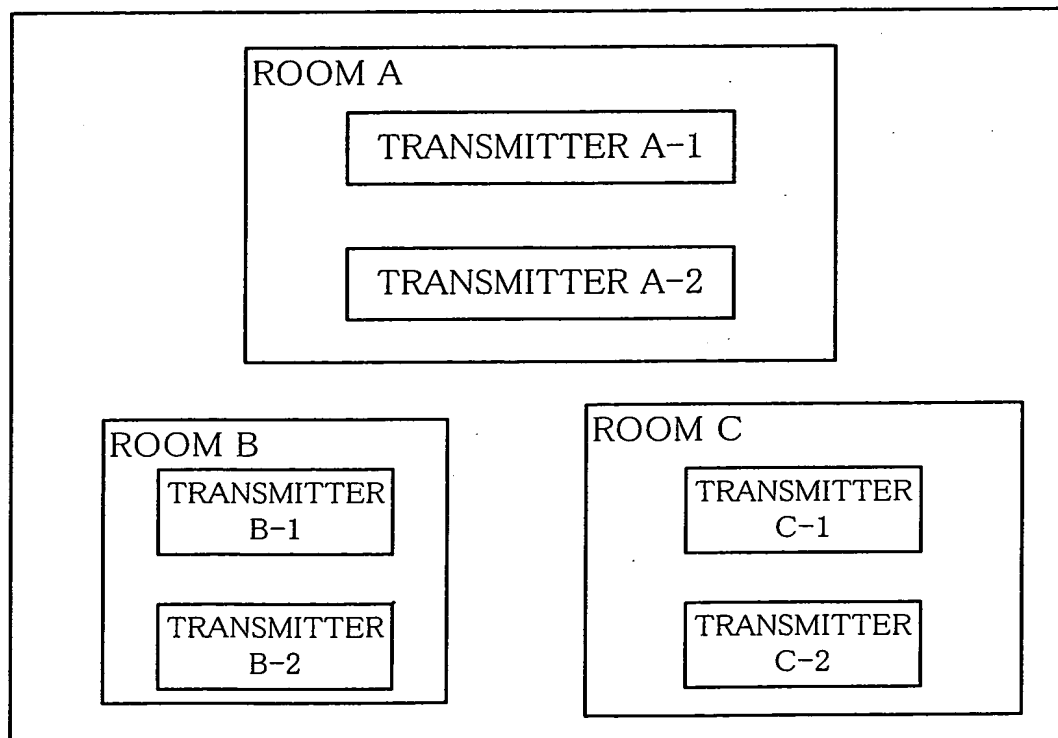 ROOM A
TRANSMITTER A-1
TRANSMITTER A-2
ROOM B
TRANSMITTER
B-1
TRANSMITTER
B-2
ROOM C
TRANSMITTER
C-1
TRANSMITTER
C-2